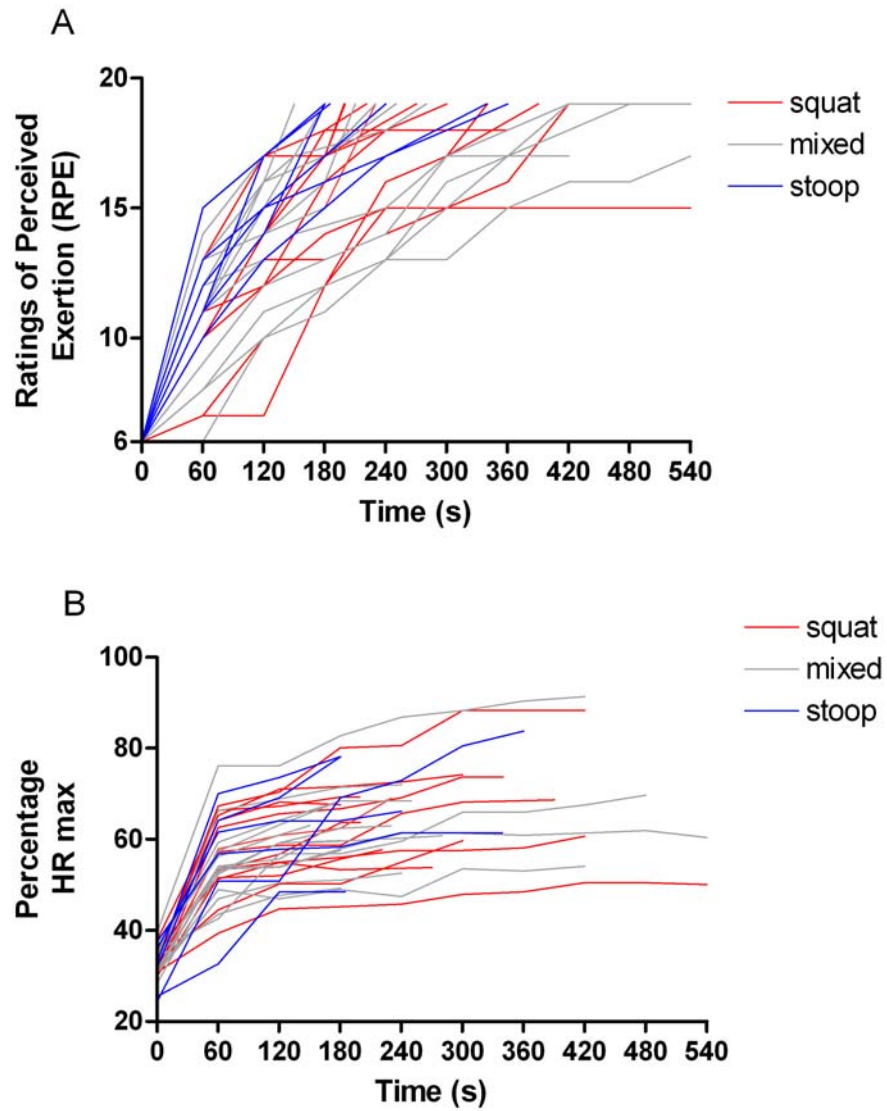 A
20
15
10
6
Ratings of Perceived
Exertion (RPE)
0 60 120 180 240 300 360 420 480 540
Time (s)
squat
mixed
stoop
B
100
80
60
40
20
Percentage
HR max
0 60 120 180 240 300 360 420 480 540
Time (s)
squat
mixed
stoop